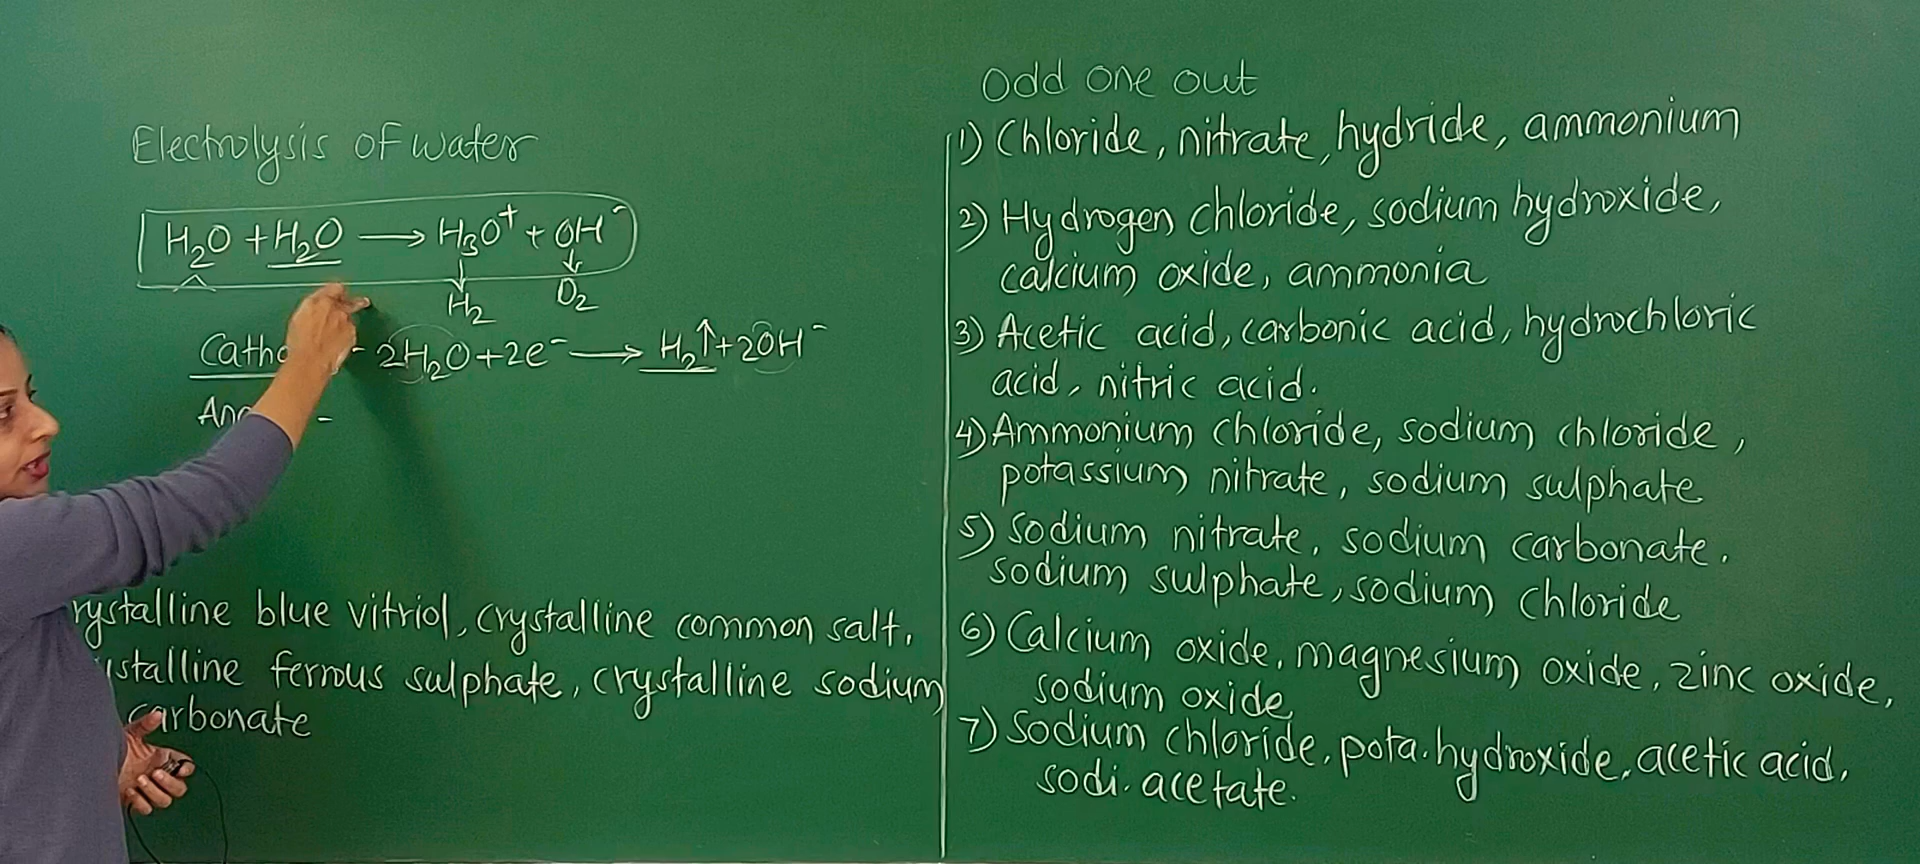 Electrolysis of water
H₂O + H₂O → H₃O⁺ + OH⁻
H₂ O₂
2H₂O + 2e⁻ → H₂↑ + 2OH⁻
rystalline blue vitriol, crystalline common salt,
stalline ferrous sulphate, crystalline sodium
carbonate
Odd one out
1) Chloride, nitrate, hydride, ammonium
2) Hydrogen chloride, sodium hydroxide,
calcium oxide, ammonia
3) Acetic acid, carbonic acid, hydrochloric
acid, nitric acid.
4) Ammonium chloride, sodium chloride,
potassium nitrate, sodium sulphate
5) Sodium nitrate, sodium carbonate.
sodium sulphate, sodium chloride
6) Calcium oxide, magnesium oxide, zinc oxide,
sodium oxide
7) Sodium chloride, pota. hydroxide, acetic acid,
sodi. acetate.